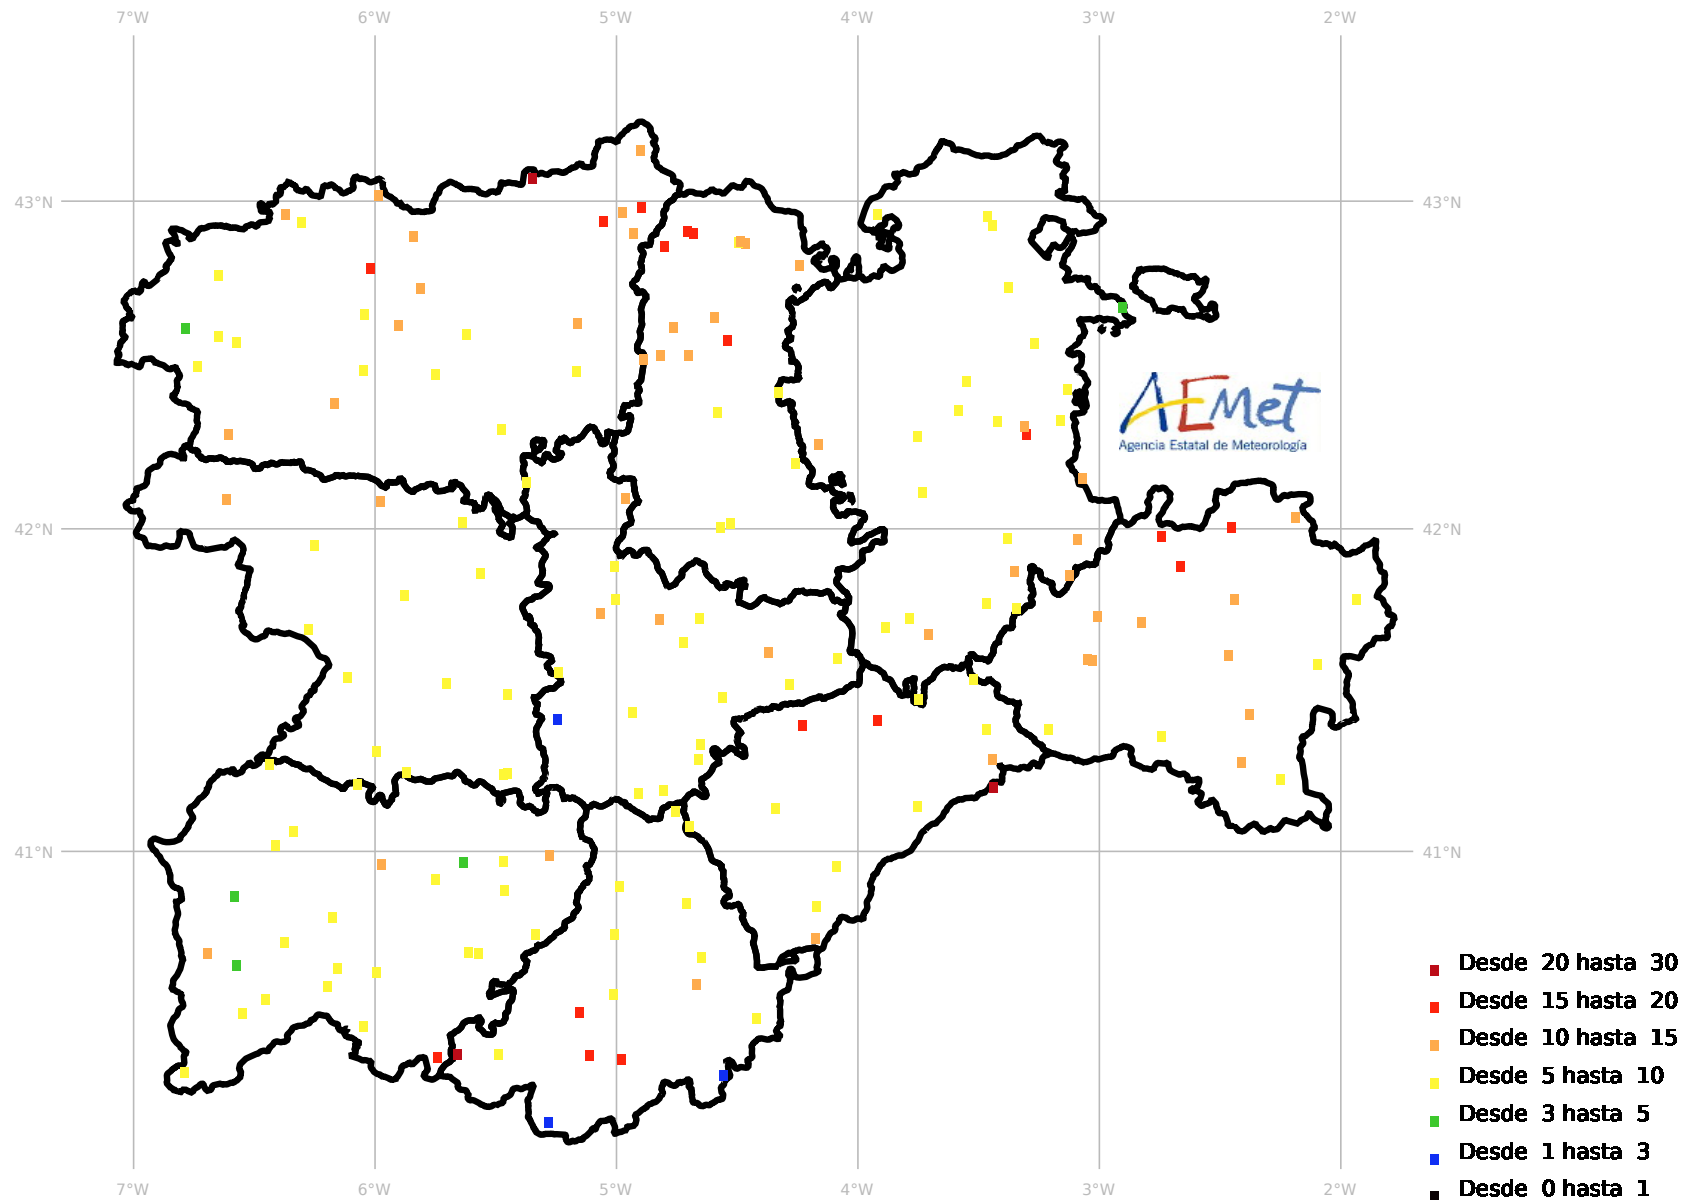 7°W 6°W 5°W 4°W 3°W 2°W
43°N 43°N
AEMet
Agencia Estatal de Meteorología
42°N 42°N
41°N 41°N
Desde 20 hasta 30
Desde 15 hasta 20
Desde 10 hasta 15
Desde 5 hasta 10
Desde 3 hasta 5
Desde 1 hasta 3
Desde 0 hasta 1
7°W 6°W 5°W 4°W 3°W 2°W